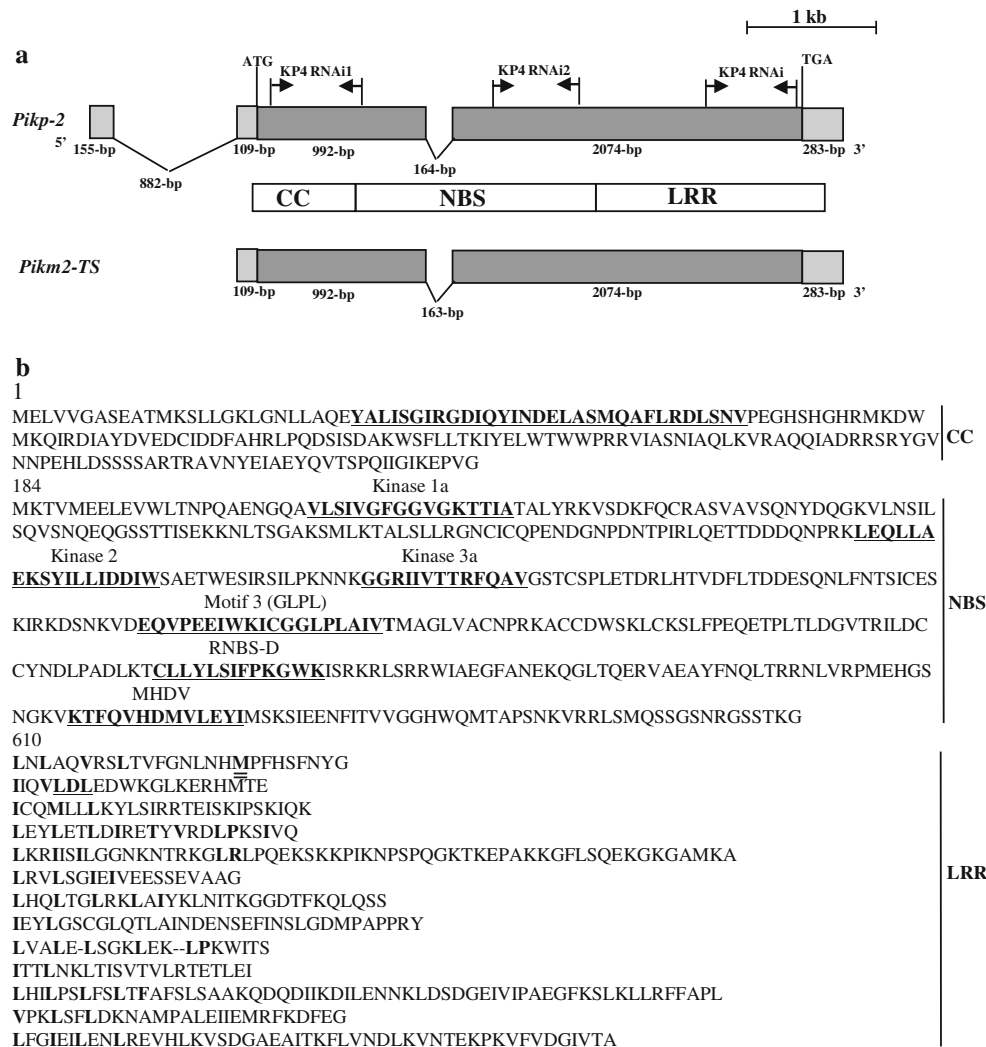 1 kb
a
ATG
TGA
KP4 RNAi1
KP4 RNAi2
KP4 RNAi
Pikp-2
5’
155-bp
109-bp
992-bp
2074-bp
283-bp
3’
882-bp
164-bp
CC
NBS
LRR
Pikm2-TS
109-bp
992-bp
2074-bp
283-bp
3’
163-bp
b
1
MELVVGASEATMKSLLGKLGNLLAQEYALISGIRGDIQYINDELASMQAFLRDLSNVPEGHSHGHRMKDW
MKQIRDIAYDVEDCIDDFAHRLPQDSISDAKWSFLLTKIYELWTWWPRRVIASNIAQLKVRAQQIADRRSRYGV
NNPEHLDSSSSARTRAVNYEIAEYQVTSPQIIGIKEPVG
CC
184
Kinase 1a
MKTVMEELEVWLTNPQAENGQAVLSIVGFGGVGKTTIATALYRKVSDKFQCRASVAVSQNYDQGKVLNSIL
SQVSNQEQGSSTTISEKKNLTSGAKSMLKTALSLLRGNCICQPENDGNPDNTPIRLQETTDDDQNPRKLEQLLA
Kinase 2
Kinase 3a
EKSYILLIDDIWSAETWESIRSILPKNNKGGRIIVTTRFQAVGSTCSPLETDRLHTVDFLTDDESQNLFNTSICES
Motif 3 (GLPL)
KIRKDSNKVDEQVPEEIWKICGGLPLAIVTMAGLVACNPRKACCDWSKLCKSLFPEQETPLTLDGVTRILDC
RNBS-D
CYNDLPADLKTCLLYLSIFPKGWKISRKRLSRRWIAEGFANEKQGLTQERVAEAYFNQLTRRNLVRPMEHGS
MHDV
NGKVKTFQVHDMVLEYIMSKSIEENFITVVGGHWQMTAPSNKVRRLSMQSSGSNRGSSTKG
NBS
610
LNLAQVRSLTVFGNLNHMPFHSFNYG
IIQVLDLEDWKGLKERHMTE
ICQMLLLKYLSIRRTEISKIPSKIQK
LEYLETLDIRETYVRDLPKSIVQ
LKRIISILGGNKNTRKGLRLPQEKSKKPIKNPSPQGKTKEPAKKGFLSQEKGKGAMKA
LRVLSGIEIVEESSEVAAG
LHQLTGLRKLAIYKLNITKGGDTFKQLQSS
IEYLGSCGLQTLAINDENSEFINSLGDMPAPPRY
LVALE-LSGKLEK--LPKWITS
ITTLNKLTISVTVLRTETLEI
LHILPSLFSLTFAFSLSAAKQDQDIIKDILENNKLDSDGEIVIPAEGFKSLKLLRFFAPL
VPKLSFLDKNAMPALEIIEMRFKDFEG
LFGIEILENLREVHLKVSDGAEAITKFLVNDLKVNTEKPKVFVDGIVTA
LRR